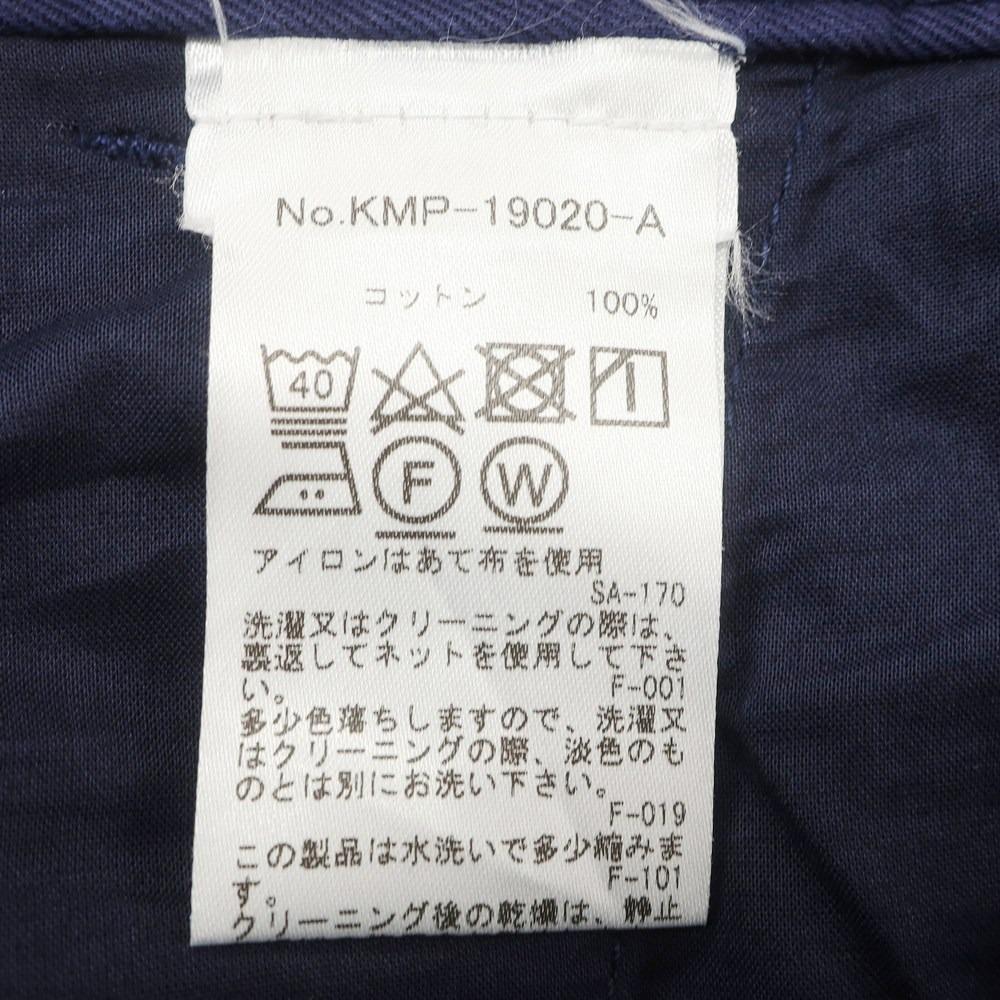 No.KMP-19020-A
コットン 100%
40
F W
アイロンはあて布を使用
SA-170
洗濯又はクリーニングの際は、
裏返してネットを使用して下さ
い。
F-001
多少色落ちしますので、洗濯又
はクリーニングの際、淡色のも
のとは別にお洗い下さい。
F-019
この製品は水洗いで多少縮みま
す。
F-101
クリーニング後の乾燥は、静止